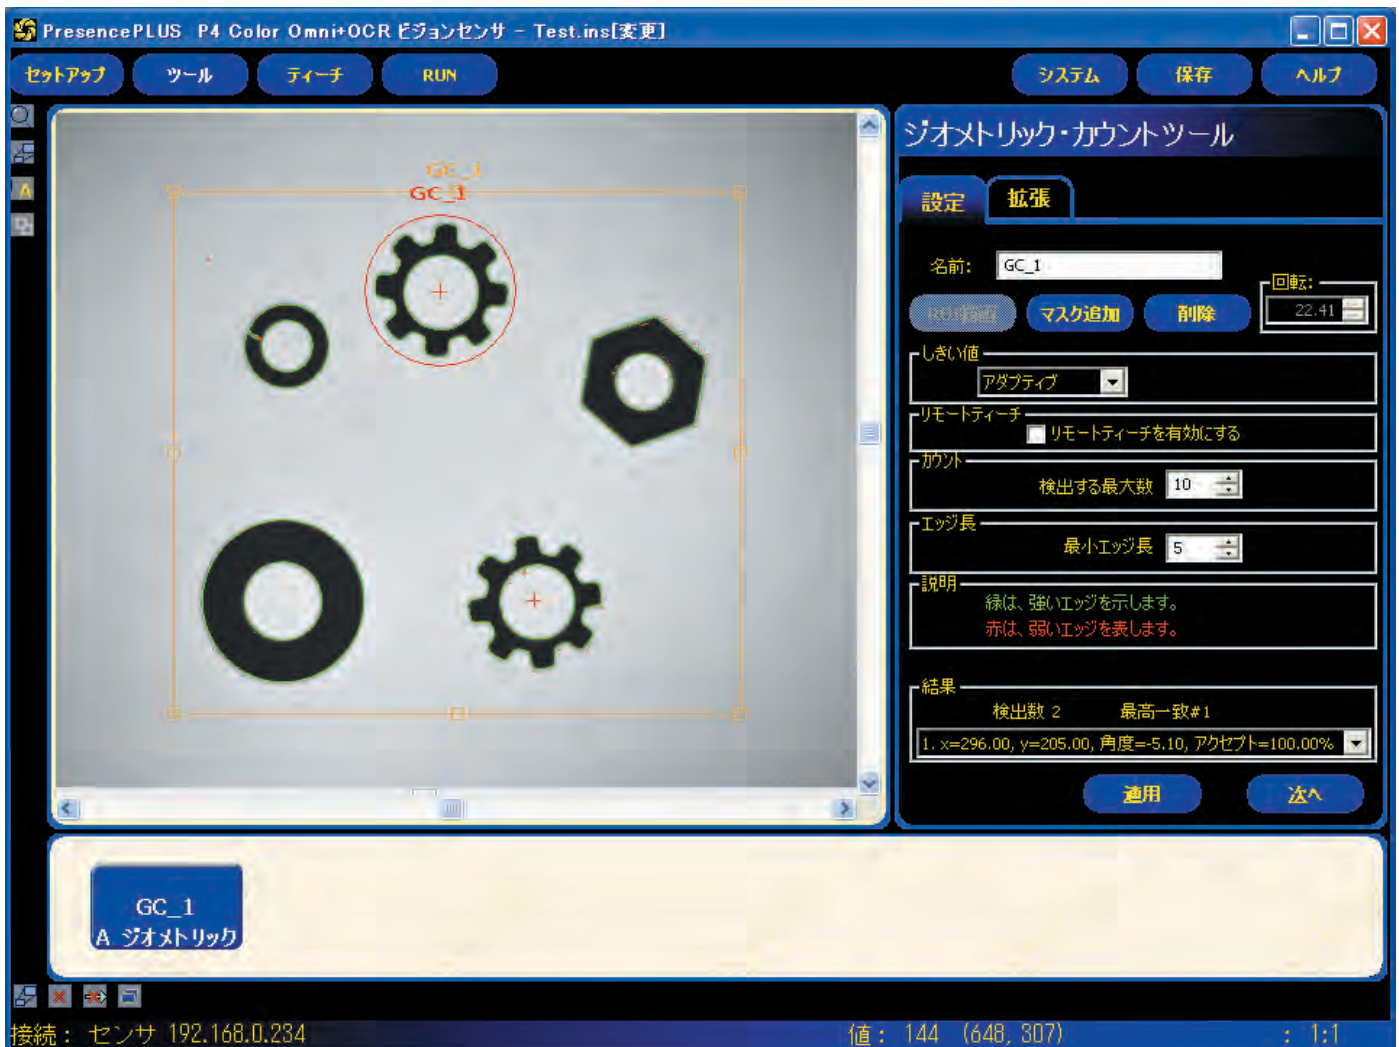 PresencePLUS P4 Color Omni+OCR ビジョンセンサ - Test.ins[変更]
セットアップ ツール ティーチ RUN システム 保存 ヘルプ
A
GC_1
GC_1
ジオメトリック・カウントツール
設定 拡張
名前: GC_1
回転:
マスク追加 削除 22.41
しきい値
アダプティブ
リモートティーチ
リモートティーチを有効にする
カウント
検出する最大数 10
エッジ長
最小エッジ長 5
説明
緑は、強いエッジを示します。
赤は、弱いエッジを表します。
結果
検出数 2 最高一致#1
1. x=296.00, y=205.00, 角度=-5.10, アクセプト=100.00%
適用 次へ
GC_1
A ジオメトリック
接続: センサ 192.168.0.234 値: 144 (648, 307) : 1:1